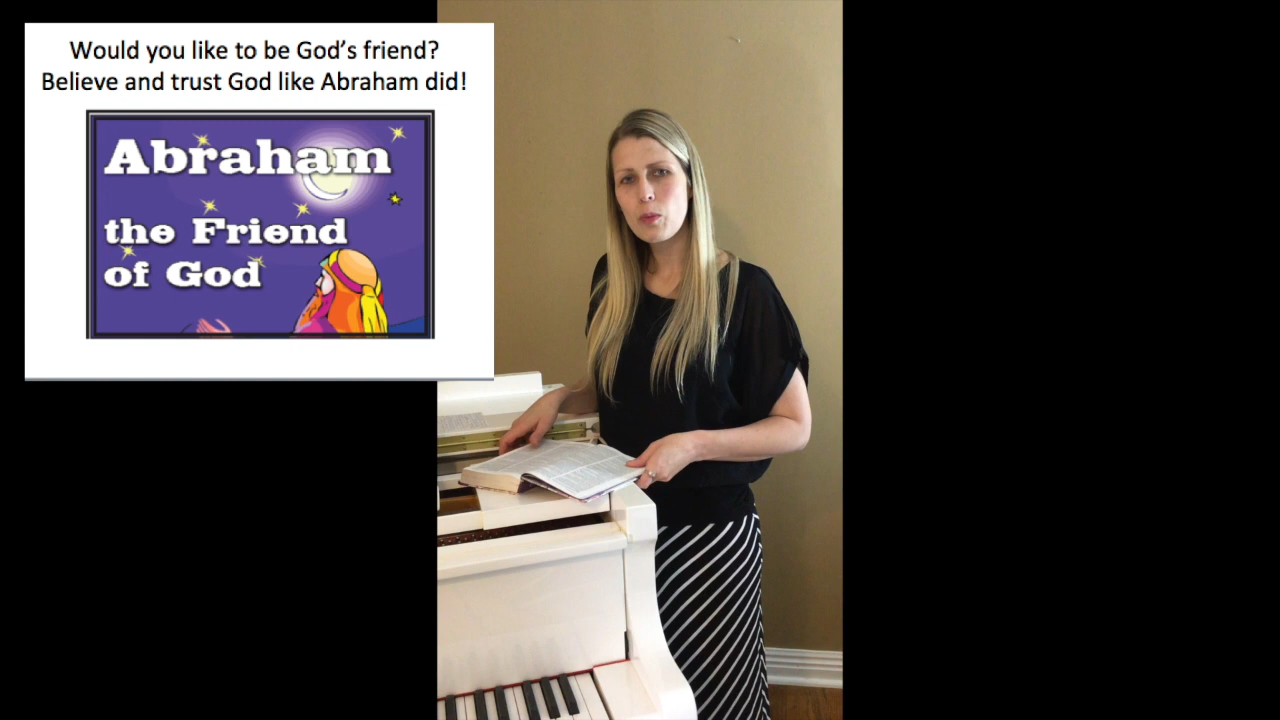 Would you like to be God's friend?
Believe and trust God like Abraham did!
Abraham
the Friend
of God